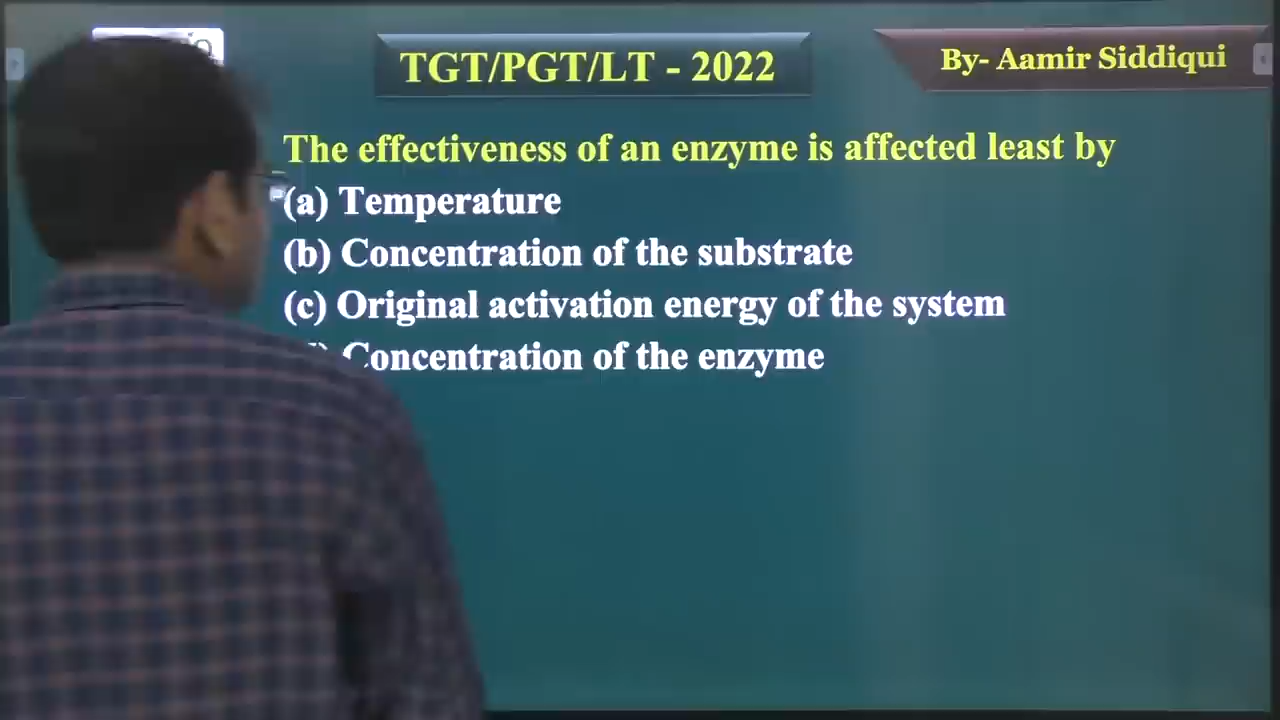 TGT/PGT/LT - 2022
By- Aamir Siddiqui
The effectiveness of an enzyme is affected least by
(a) Temperature
(b) Concentration of the substrate
(c) Original activation energy of the system
Concentration of the enzyme